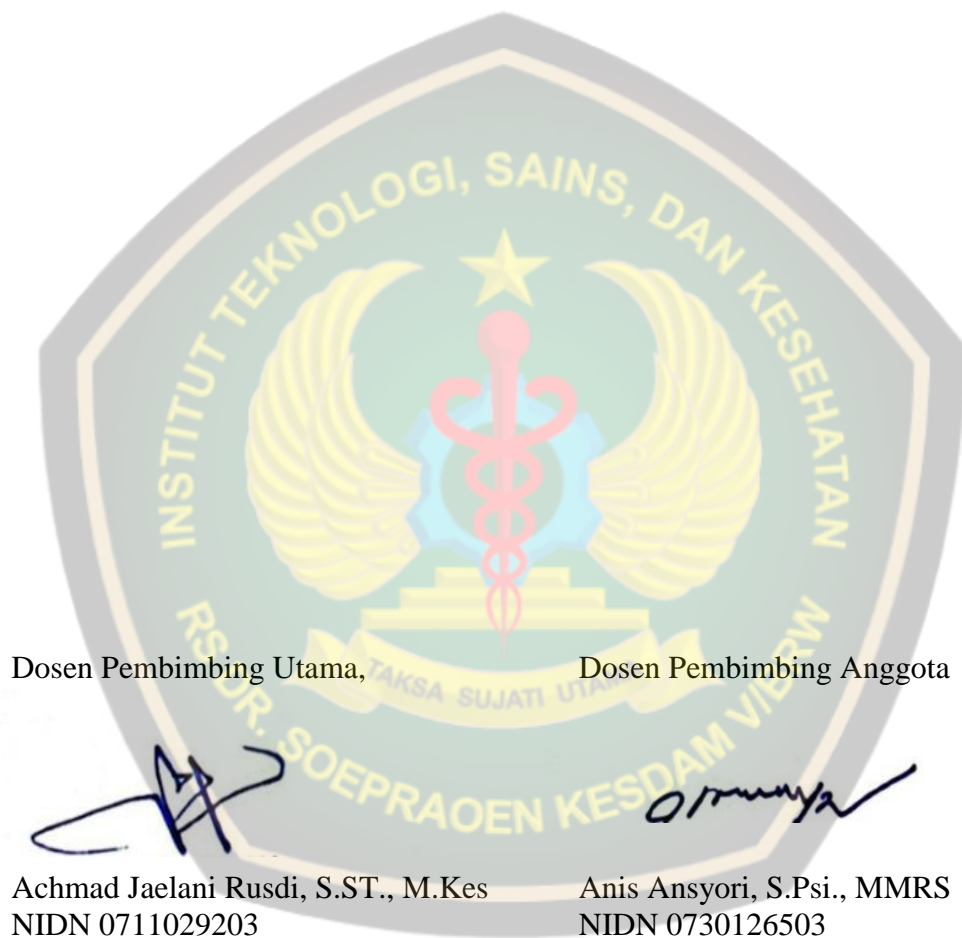 INSTITUT TEKNOLOGI, SAINS, DAN KESEHATAN
RS DR. SOEPRAOEN KESDAM V/BRW
TAKSA SUJATI UTAMA
Dosen Pembimbing Utama,
Dosen Pembimbing Anggota
Achmad Jaelani Rusdi, S.ST., M.Kes
NIDN 0711029203
Anis Ansyori, S.Psi., MMRS
NIDN 0730126503